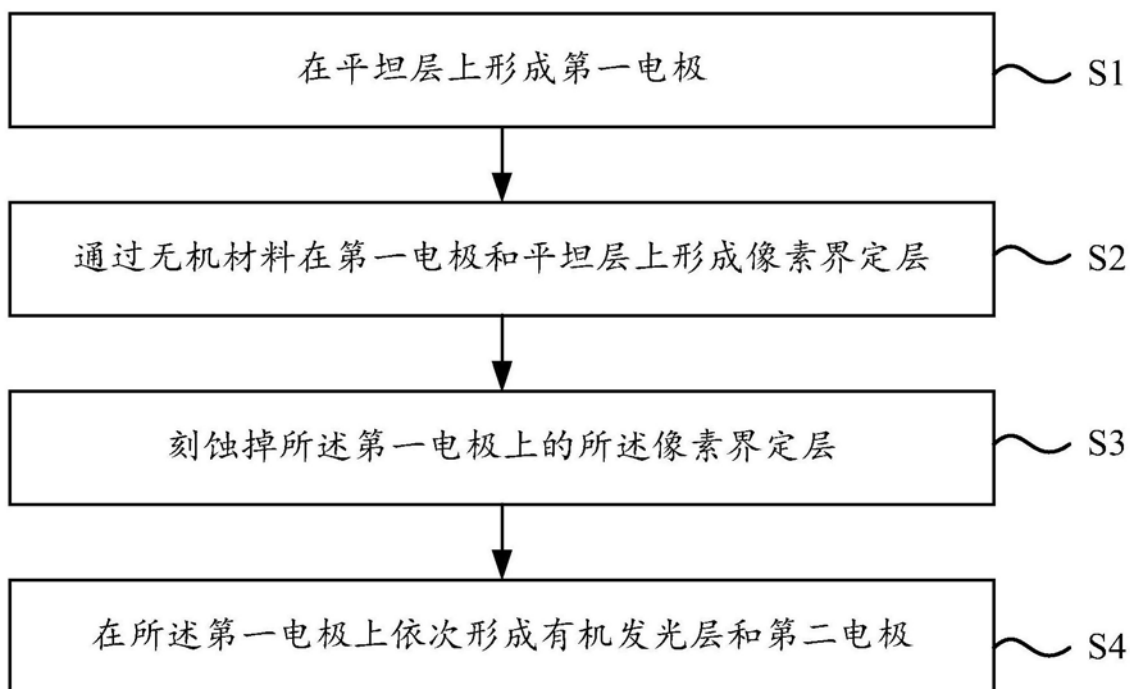 在平坦层上形成第一电极
S1
通过无机材料在第一电极和平坦层上形成像素界定层
S2
刻蚀掉所述第一电极上的所述像素界定层
S3
在所述第一电极上依次形成有机发光层和第二电极
S4